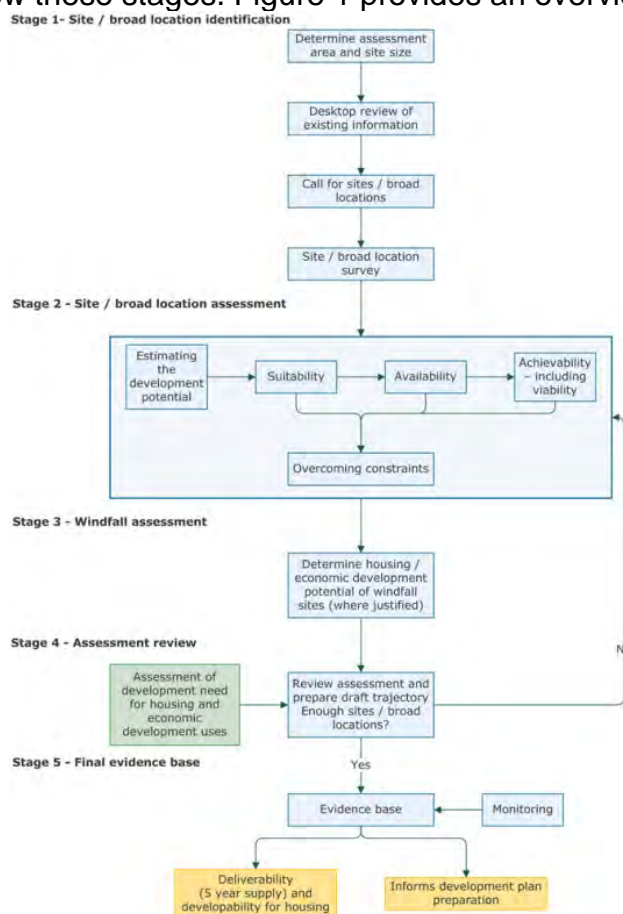 Stage 1- Site / broad location identification
Determine assessment
area and site size
Desktop review of
existing information
Call for sites / broad
locations
Site / broad location
survey
Stage 2 - Site / broad location assessment
Estimating
the
development
potential
Suitability
Availability
Achievability
– including
viability
Overcoming constraints
Stage 3 - Windfall assessment
Determine housing /
economic development
potential of windfall
sites (where justified)
Stage 4 - Assessment review
Assessment of
development need
for housing and
economic
development uses
Review assessment and
prepare draft trajectory
Enough sites / broad
locations?
Stage 5 - Final evidence base
Yes
Evidence base
Monitoring
Deliverability
(5 year supply) and
developability for housing
Informs development plan
preparation